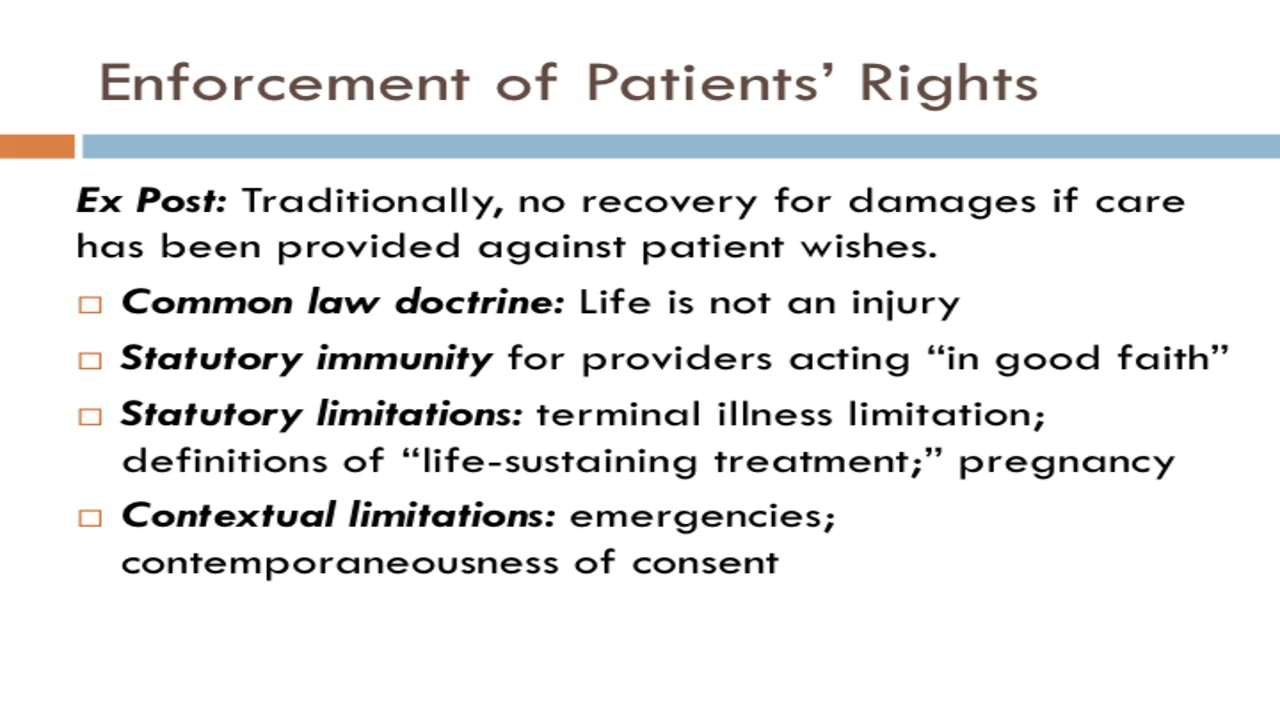 Enforcement of Patients’ Rights
Ex Post: Traditionally, no recovery for damages if care
has been provided against patient wishes.
Common law doctrine: Life is not an injury
Statutory immunity for providers acting “in good faith”
Statutory limitations: terminal illness limitation;
definitions of “life-sustaining treatment;” pregnancy
Contextual limitations: emergencies;
contemporaneousness of consent